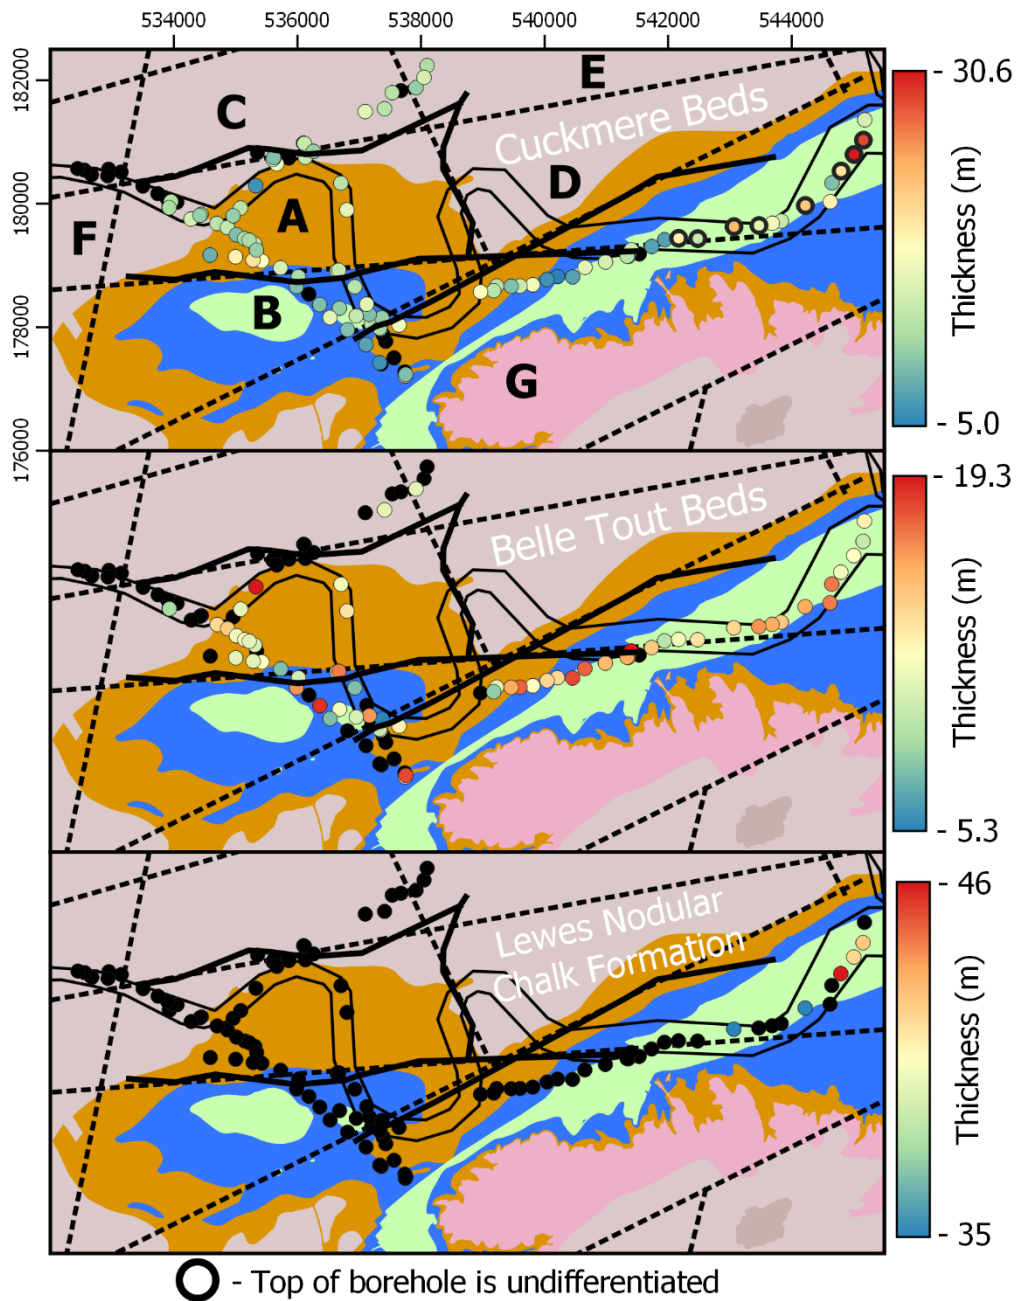 534000 536000 538000 540000 542000 544000
182000
180000
178000
176000
E
C
Cuckmere Beds
D
A
F
B
G
- 30.6
Thickness (m)
- 5.0
Belle Tout Beds
- 19.3
Thickness (m)
- 5.3
Lewes Nodular
Chalk Formation
- 46
Thickness (m)
- 35
- Top of borehole is undifferentiated